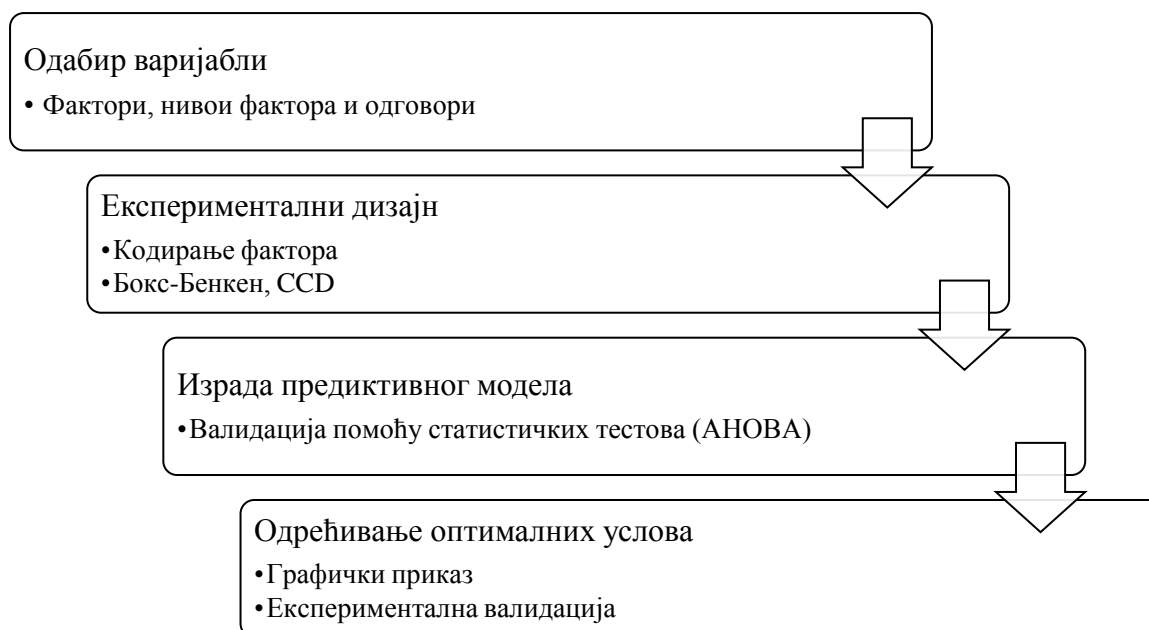 Одабир варијабли
• Фактори, нивои фактора и одговори
Експериментални дизајн
•Кодирање фактора
•Бокс-Бенкен, CCD
Израда предиктивног модела
•Валидација помоћу статистичких тестова (АНОВА)
Одрећивање оптималних услова
•Графички приказ
•Експериментална валидација